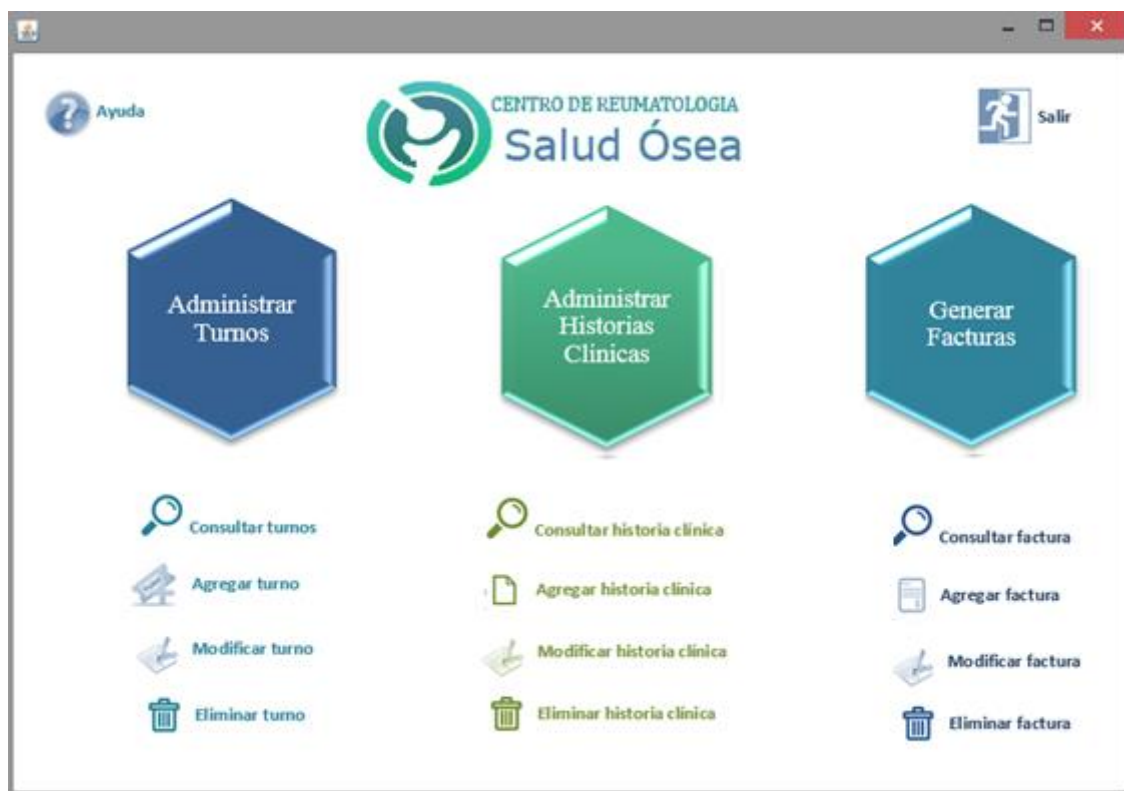 Ayuda
CENTRO DE REUMATOLOGIA
Salud Ósea
Salir
Administrar
Turnos
Administrar
Historias
Clinicas
Generar
Facturas
Consultar turnos
Agregar turno
Modificar turno
Eliminar turno
Consultar historia clínica
Agregar historia clínica
Modificar historia clínica
Eliminar historia clínica
Consultar factura
Agregar factura
Modificar factura
Eliminar factura